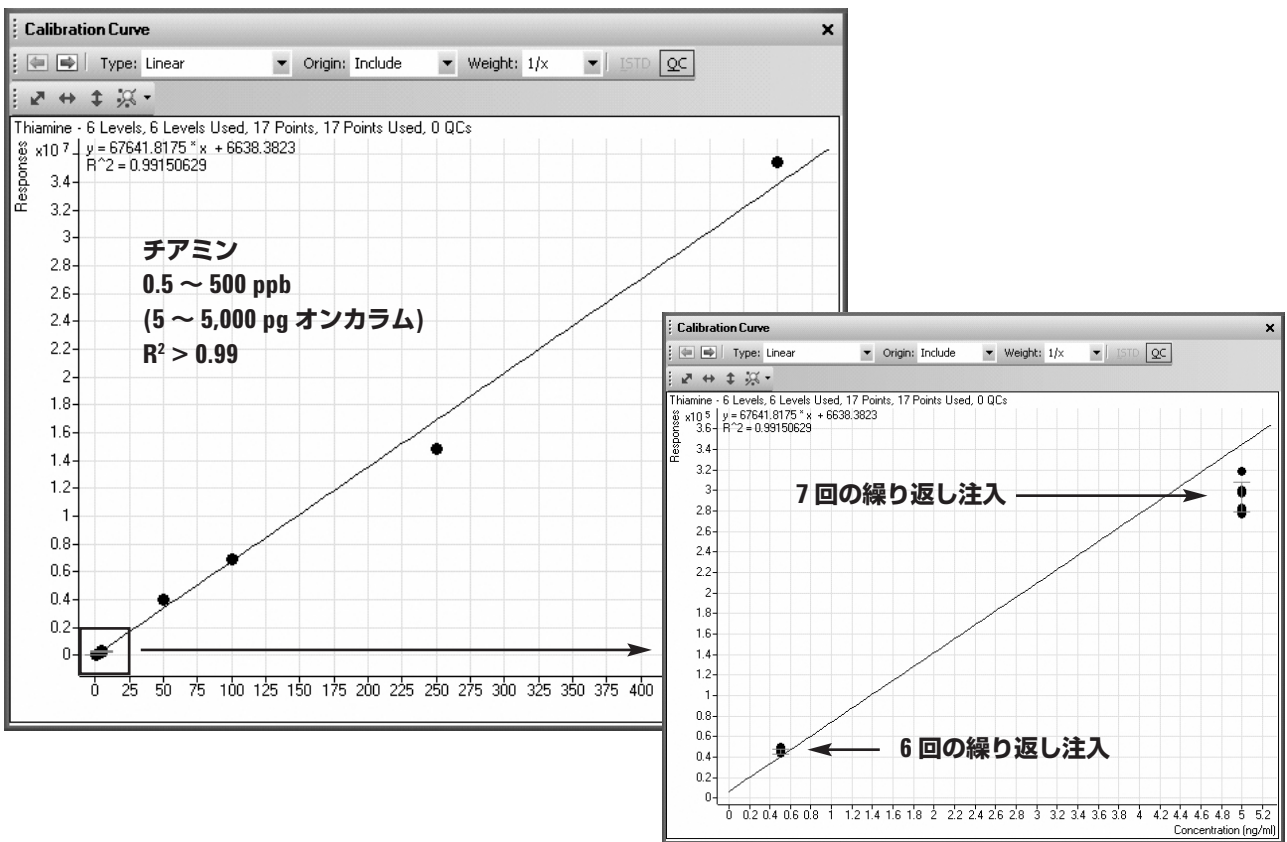 Calibration Curve
Type: Linear Origin: Include Weight: 1/x ISTD QC
Thiamine - 6 Levels, 6 Levels Used, 17 Points, 17 Points Used, 0 QCs
y = 67641.8175 * x + 6638.3823
R^2 = 0.99150629
Responses
x10 7
3.4
3.2
3
2.8
2.6
2.4
2.2
2
1.8
1.6
1.4
1.2
1
0.8
0.6
0.4
0.2
0
チアミン
0.5 ～ 500 ppb
(5 ～ 5,000 pg オンカラム)
R² > 0.99
0 25 50 75 100 125 150 175 200 225 250 275 300 325 350 375 400
Calibration Curve
Type: Linear Origin: Include Weight: 1/x ISTD QC
Thiamine - 6 Levels, 6 Levels Used, 17 Points, 17 Points Used, 0 QCs
y = 67641.8175 * x + 6638.3823
R^2 = 0.99150629
Responses
x10 5
3.6
3.4
3.2
3
2.8
2.6
2.4
2.2
2
1.8
1.6
1.4
1.2
1
0.8
0.6
0.4
0.2
0
7 回の繰り返し注入
6 回の繰り返し注入
0 0.2 0.4 0.6 0.8 1 1.2 1.4 1.6 1.8 2 2.2 2.4 2.6 2.8 3 3.2 3.4 3.6 3.8 4 4.2 4.4 4.6 4.8 5 5.2
Concentration (ng/ml)